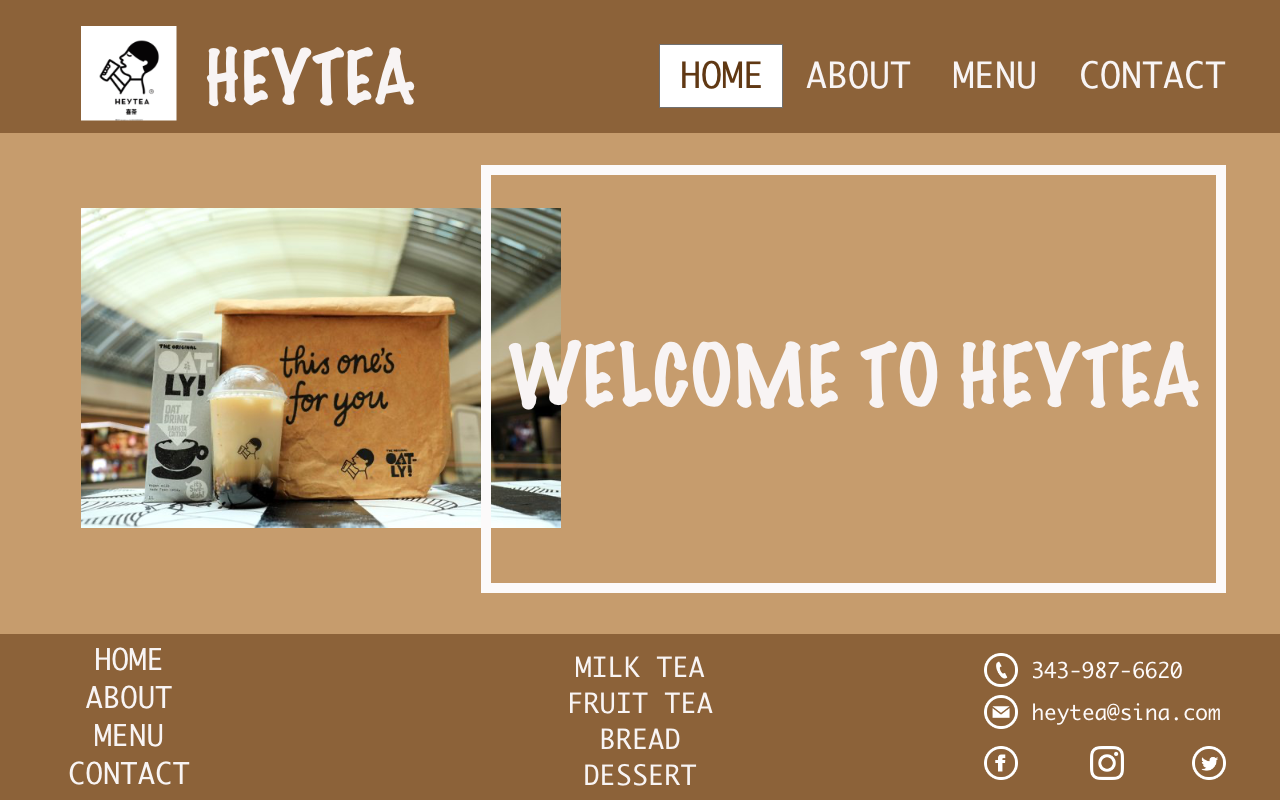 HEYTEA
喜茶
HEYTEA
HOME
ABOUT
MENU
CONTACT
this one's
for you
THE ORIGINAL
OAT-
LY!
OAT
DRINK
BARISTA
EDITION
THE ORIGINAL
OAT-
LY!
WELCOME TO HEYTEA
HOME
ABOUT
MENU
CONTACT
MILK TEA
FRUIT TEA
BREAD
DESSERT
343-987-6620
heytea@sina.com